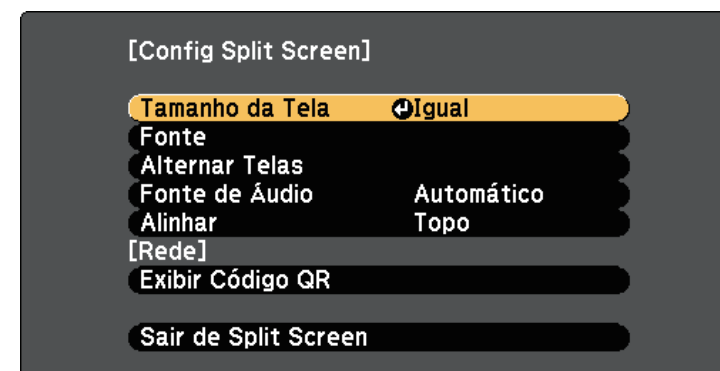 [Config Split Screen]
Tamanho da Tela Igual
Fonte
Alternar Telas
Fonte de Áudio Automático
Alinhar Topo
[Rede]
Exibir Código QR
Sair de Split Screen